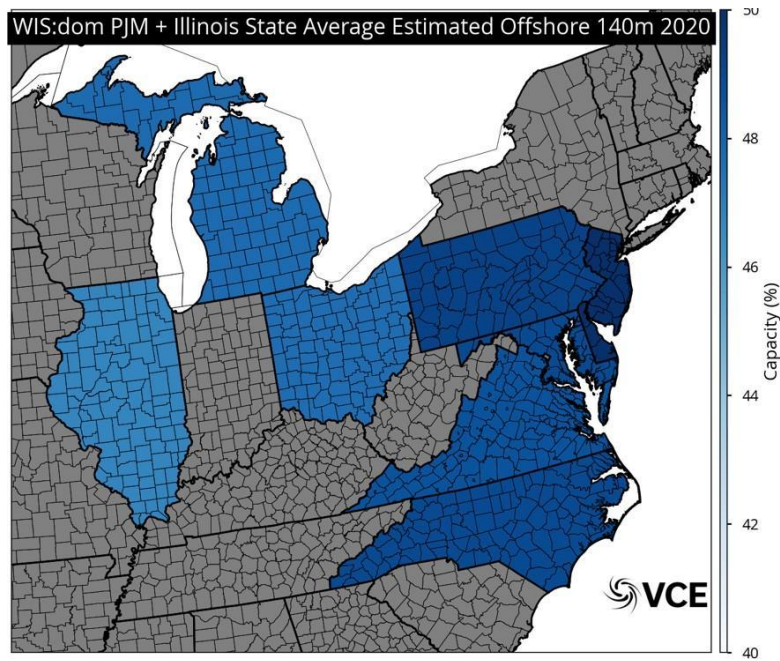 WIS:dom PJM + Illinois State Average Estimated Offshore 140m 2020
50
48
46
44
42
40
Capacity (%)
VCE